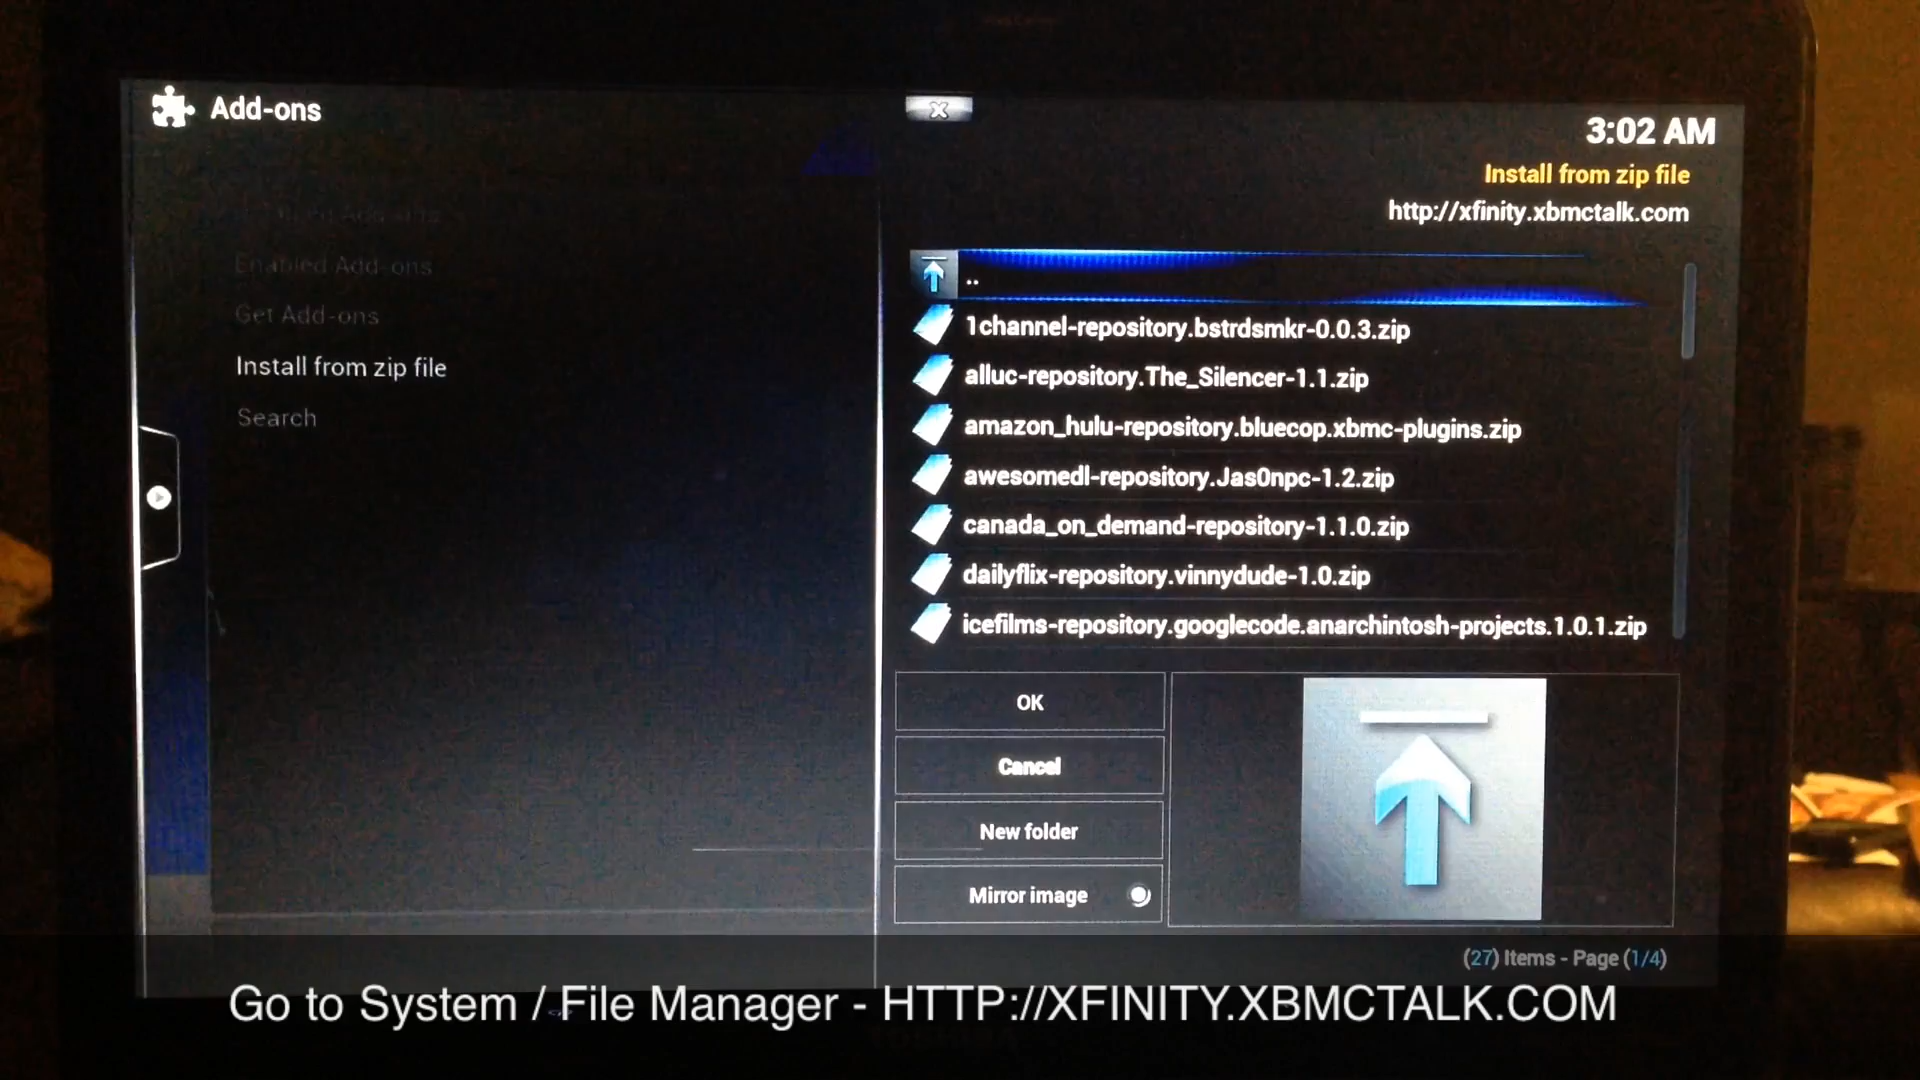 Add-ons
Enabled Add-ons
Get Add-ons
Install from zip file
Search
x
3:02 AM
Install from zip file
http://xfinity.xbmctalk.com
..
1channel-repository.bstrdsmkr-0.0.3.zip
alluc-repository.The_Silencer-1.1.zip
amazon_hulu-repository.bluecop.xbmc-plugins.zip
awesomedl-repository.Jas0npc-1.2.zip
canada_on_demand-repository-1.1.0.zip
dailyflix-repository.vinnydude-1.0.zip
icefilms-repository.googlecode.anarchintosh-projects.1.0.1.zip
OK
Cancel
New folder
Mirror image
(27) Items - Page (1/4)
Go to System / File Manager - HTTP://XFINITY.XBMCTALK.COM